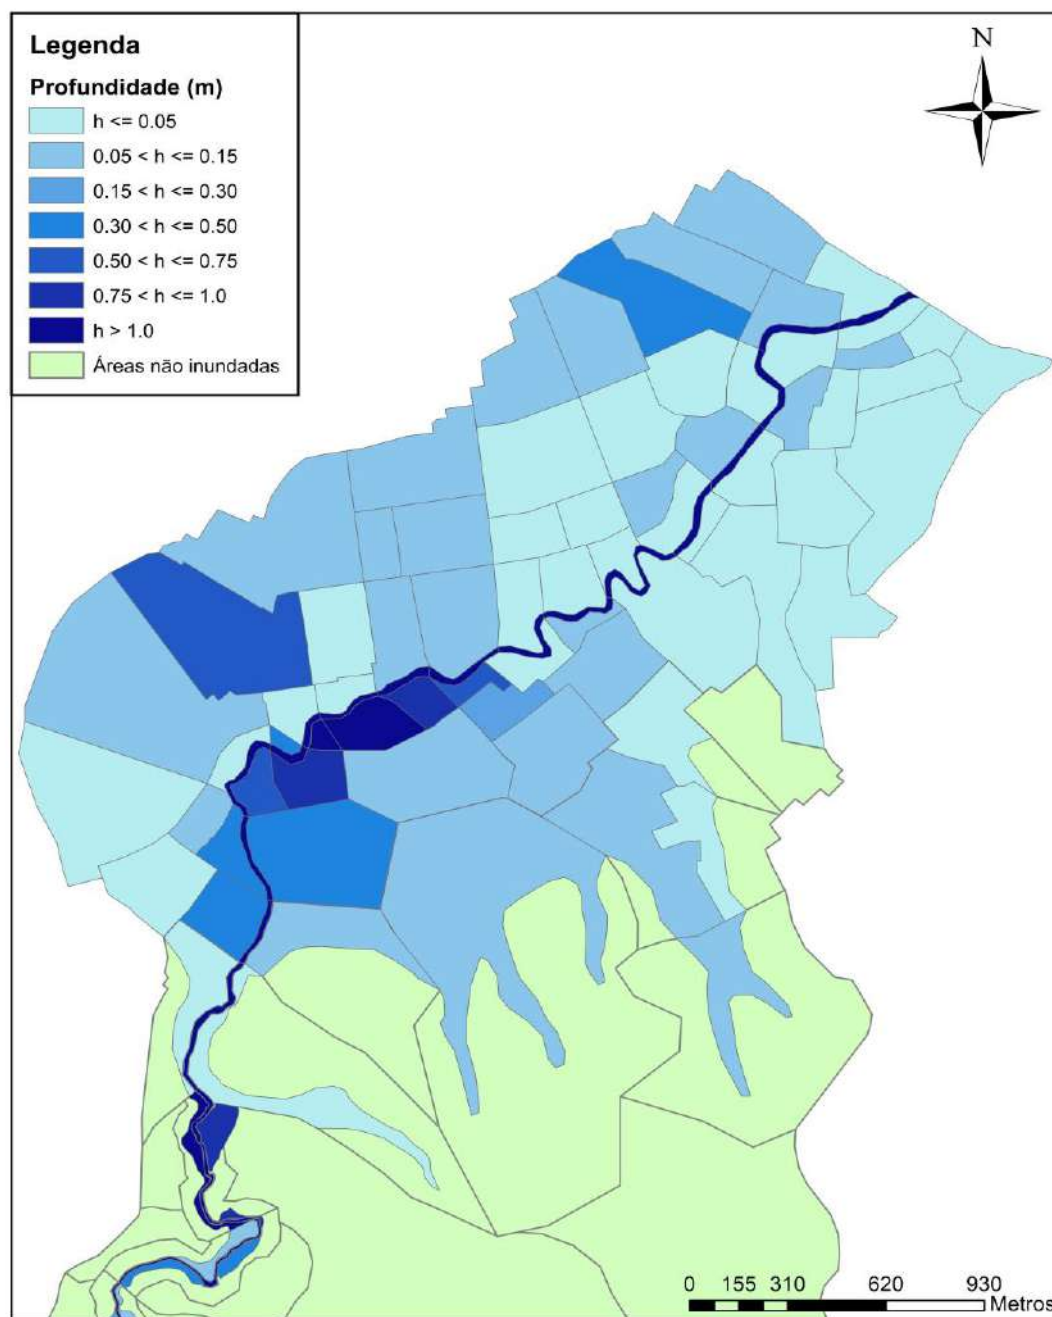 Legenda
Profundidade (m)
h <= 0.05
0.05 < h <= 0.15
0.15 < h <= 0.30
0.30 < h <= 0.50
0.50 < h <= 0.75
0.75 < h <= 1.0
h > 1.0
Áreas não inundadas
N
0 155 310 620 930
Metros